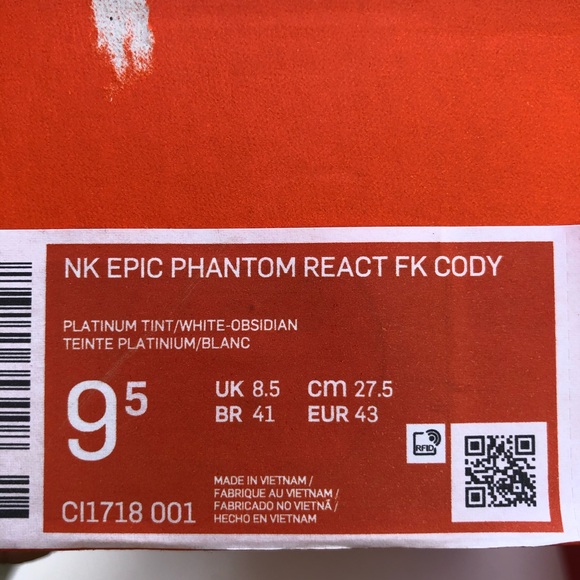 NK EPIC PHANTOM REACT FK CODY
PLATINUM TINT/WHITE-OBSIDIAN
TEINTE PLATINIUM/BLANC
9⁵
UK 8.5 cm 27.5
BR 41 EUR 43
RFID
CI1718 001
MADE IN VIETNAM /
FABRIQUE AU VIETNAM /
FABRICADO NO VIETNÃ /
HECHO EN VIETNAM